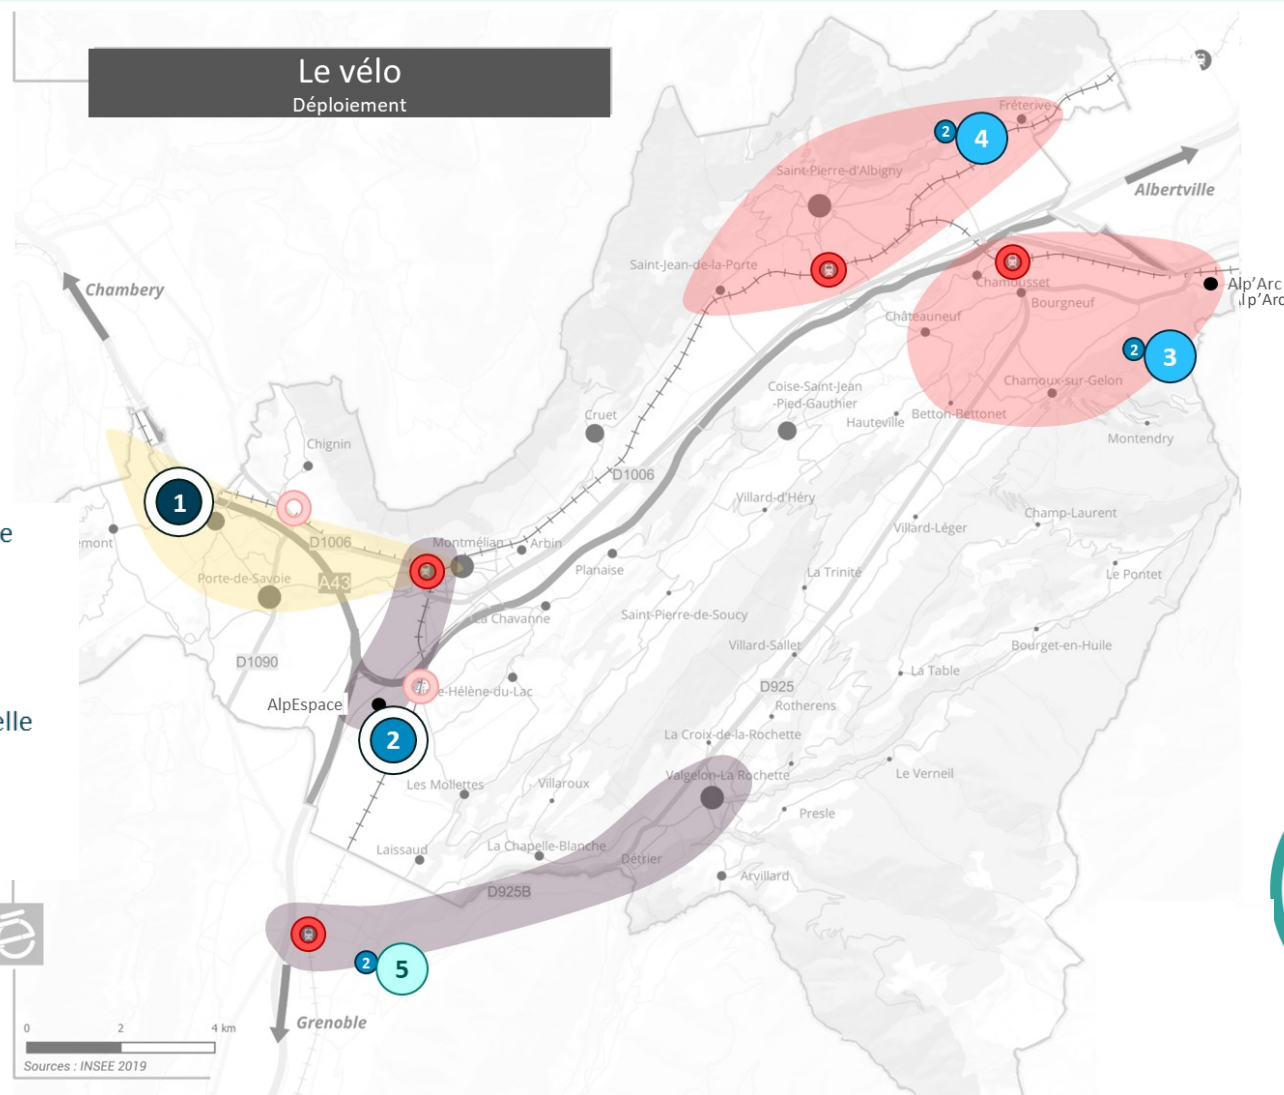 Le vélo
Déploiement
Fréterive
2
4
Saint-Pierre-d'Albigny
Albertville
Saint-Jean-de-la-Porte
Chambery
Chamousset
Alp'Arc
Bourgneuf
Châteauneuf
2
3
Chamoux-sur-Gelon
Coise-Saint-Jean
-Pied-Gauthier
Cruet
Hauteville
Betton-Bettonet
Montendry
Chignin
D1006
1
Villard-d'Héry
Champ-Laurent
Villard-Léger
e
emont
D1006
Montmélian
Arbin
Planaise
La Trinité
Le Pontet
Porte-de-Savoie
A43
La Chavanne
Saint-Pierre-de-Soucy
Villard-Sallet
Bourget-en-Huile
D1090
La Table
e-Hélène-du-Lac
D925
AlpEspace
Rotherens
elle
2
La Croix-de-la-Rochette
Valgelon-La Rochette
Le Verneil
Les Mollettes
Villaroux
Presle
Laissaud
La Chapelle-Blanche
Détrier
Arvillard
D925B
2
5
Grenoble
0 2 4 km
Sources : INSEE 2019